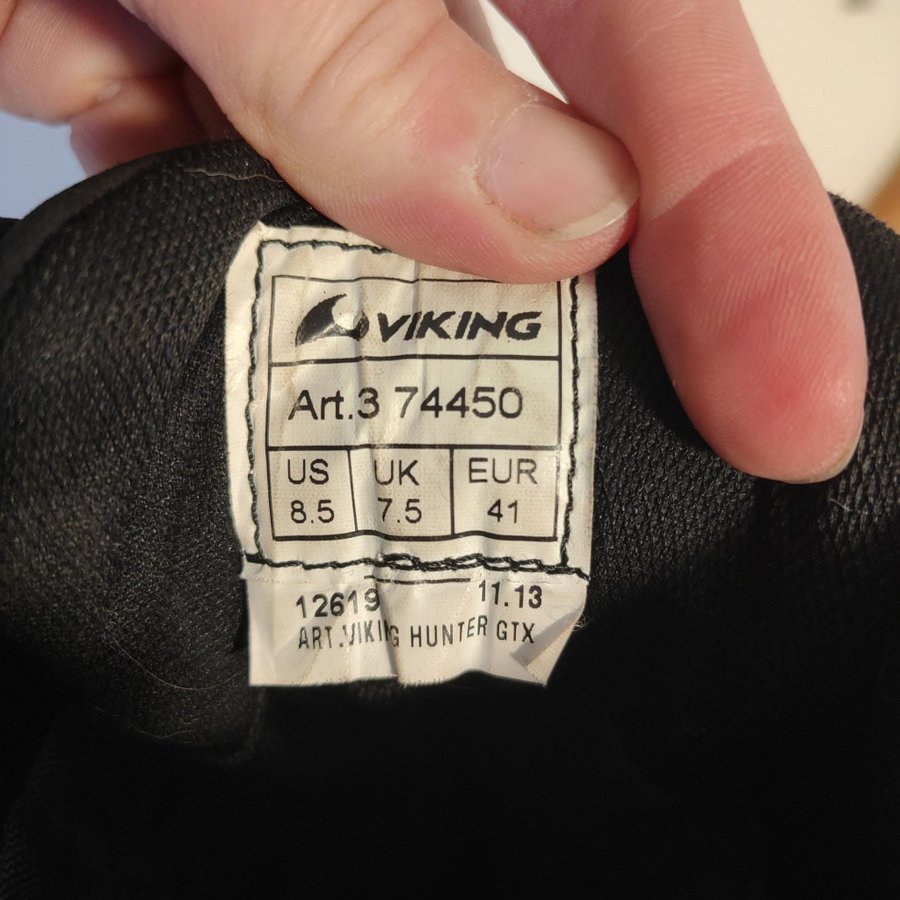 VIKING
Art.3 74450
US UK EUR
8.5 7.5 41
12619 11.13
ART.VIKING HUNTER GTX